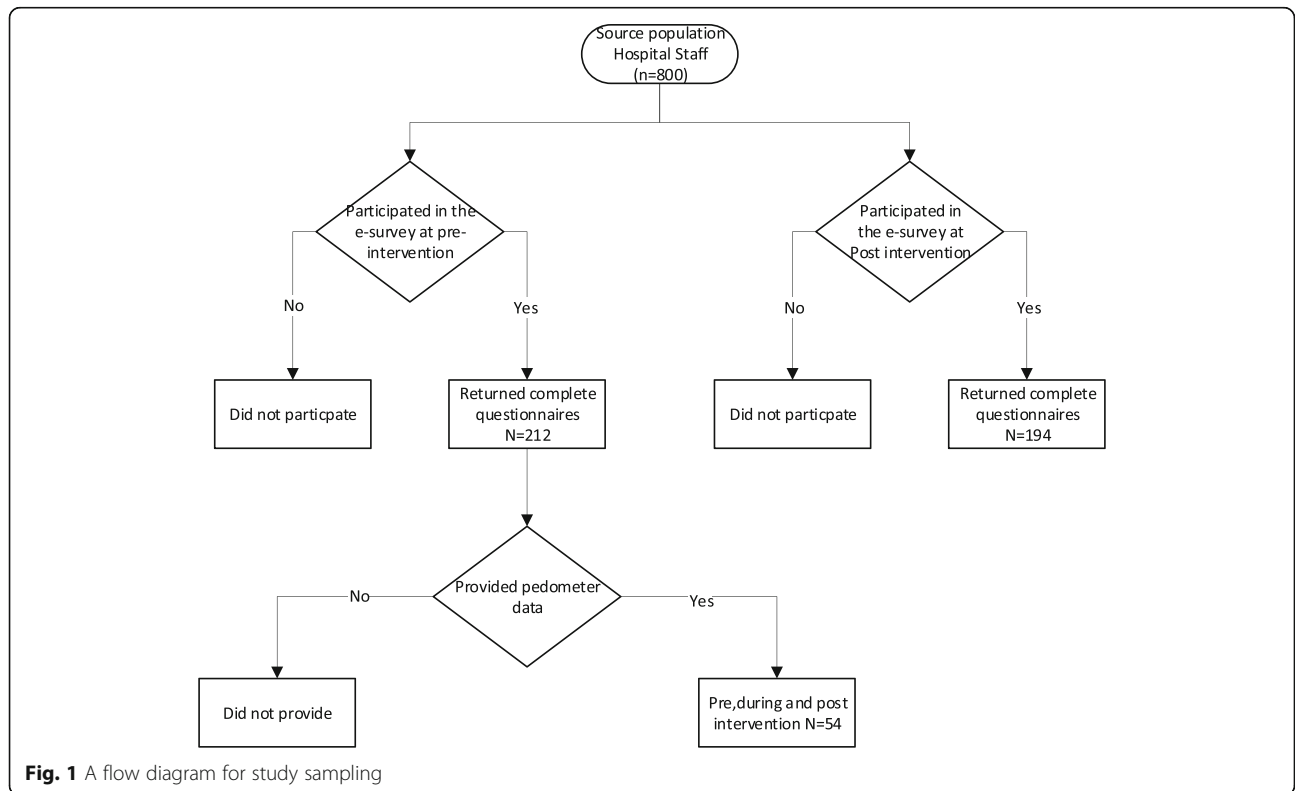 Source population
Hospital Staff
(n=800)
Participated in the
e-survey at pre-
intervention
Participated in
the e-survey at
Post intervention
No
Yes
No
Yes
Did not particpate
Returned complete
questionnaires
N=212
Did not particpate
Returned complete
questionnaires
N=194
Provided pedometer
data
No
Yes
Did not provide
Pre,during and post
intervention N=54
Fig. 1 A flow diagram for study sampling